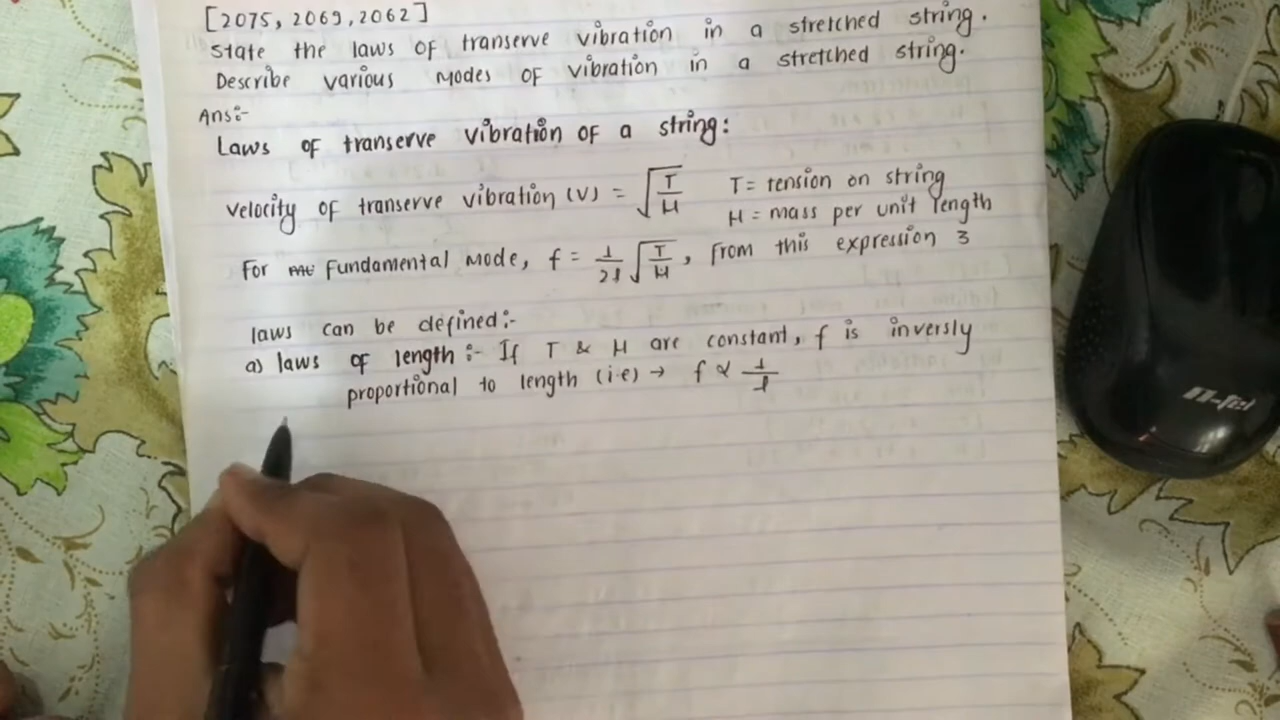 [2075, 2069, 2062]
State the laws of transerve vibration in a stretched string.
Describe various modes of vibration in a stretched string.
Ans:-
Laws of transerve vibration of a string:
velocity of transerve vibration (v) = √(T/μ) T = tension on string
μ = mass per unit length
For fundamental mode, f = 1/2l √(T/μ), from this expression 3
laws can be defined:-
a) laws of length :- If T & μ are constant, f is inversly
proportional to length (i.e) → f ∝ 1/l